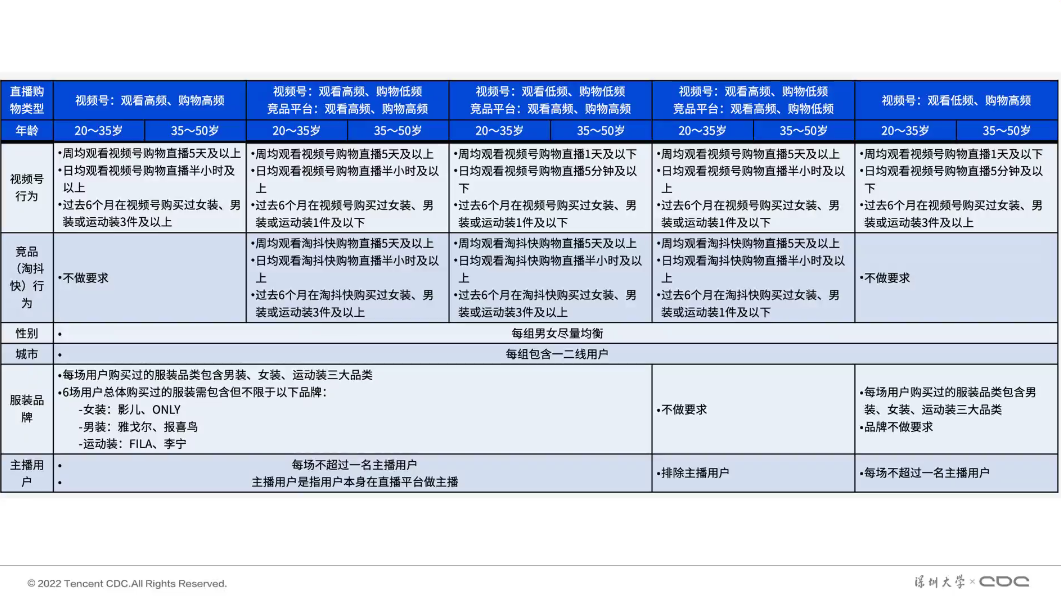 直播购
物类型
视频号：观看高频、购物高频
视频号：观看高频、购物低频
竞品平台：观看高频、购物高频
视频号：观看低频、购物低频
竞品平台：观看高频、购物高频
视频号：观看高频、购物低频
竞品平台：观看高频、购物低频
视频号：观看低频、购物高频
年龄
20～35岁
35～50岁
20～35岁
35～50岁
20～35岁
35～50岁
20～35岁
35～50岁
20～35岁
35～50岁
视频号
行为
•周均观看视频号购物直播5天及以上
•日均观看视频号购物直播半小时及
以上
•过去6个月在视频号购买过女装、男
装或运动装3件及以上
•周均观看视频号购物直播5天及以上
•日均观看视频号购物直播半小时及以
上
•过去6个月在视频号购买过女装、男
装或运动装1件及以下
•周均观看视频号购物直播1天及以下
•日均观看视频号购物直播5分钟及以
下
•过去6个月在视频号购买过女装、男
装或运动装1件及以下
•周均观看视频号购物直播5天及以上
•日均观看视频号购物直播半小时及以
上
•过去6个月在视频号购买过女装、男
装或运动装1件及以下
•周均观看视频号购物直播1天及以下
•日均观看视频号购物直播5分钟及以
下
•过去6个月在视频号购买过女装、男
装或运动装3件及以上
竞品
（淘抖
快）行
为
•不做要求
•周均观看淘抖快购物直播5天及以上
•日均观看淘抖快购物直播半小时及以
上
•过去6个月在淘抖快购买过女装、男
装或运动装3件及以上
•周均观看淘抖快购物直播5天及以上
•日均观看淘抖快购物直播半小时及以
上
•过去6个月在淘抖快购买过女装、男
装或运动装3件及以上
•周均观看淘抖快购物直播5天及以上
•日均观看淘抖快购物直播半小时及以
上
•过去6个月在淘抖快购买过女装、男
装或运动装1件及以下
•不做要求
性别
• 每组男女尽量均衡
城市
• 每组包含一二线用户
服装品
牌
•每场用户购买过的服装品类包含男装、女装、运动装三大品类
•6场用户总体购买过的服装需包含但不限于以下品牌：
-女装：影儿、ONLY
-男装：雅戈尔、报喜鸟
-运动装：FILA、李宁
•不做要求
•每场用户购买过的服装品类包含男
装、女装、运动装三大品类
•品牌不做要求
主播用
户
• 每场不超过一名主播用户
• 主播用户是指用户本身在直播平台做主播
•排除主播用户
•每场不超过一名主播用户
© 2022 Tencent CDC.All Rights Reserved.
深圳大学 × CDC